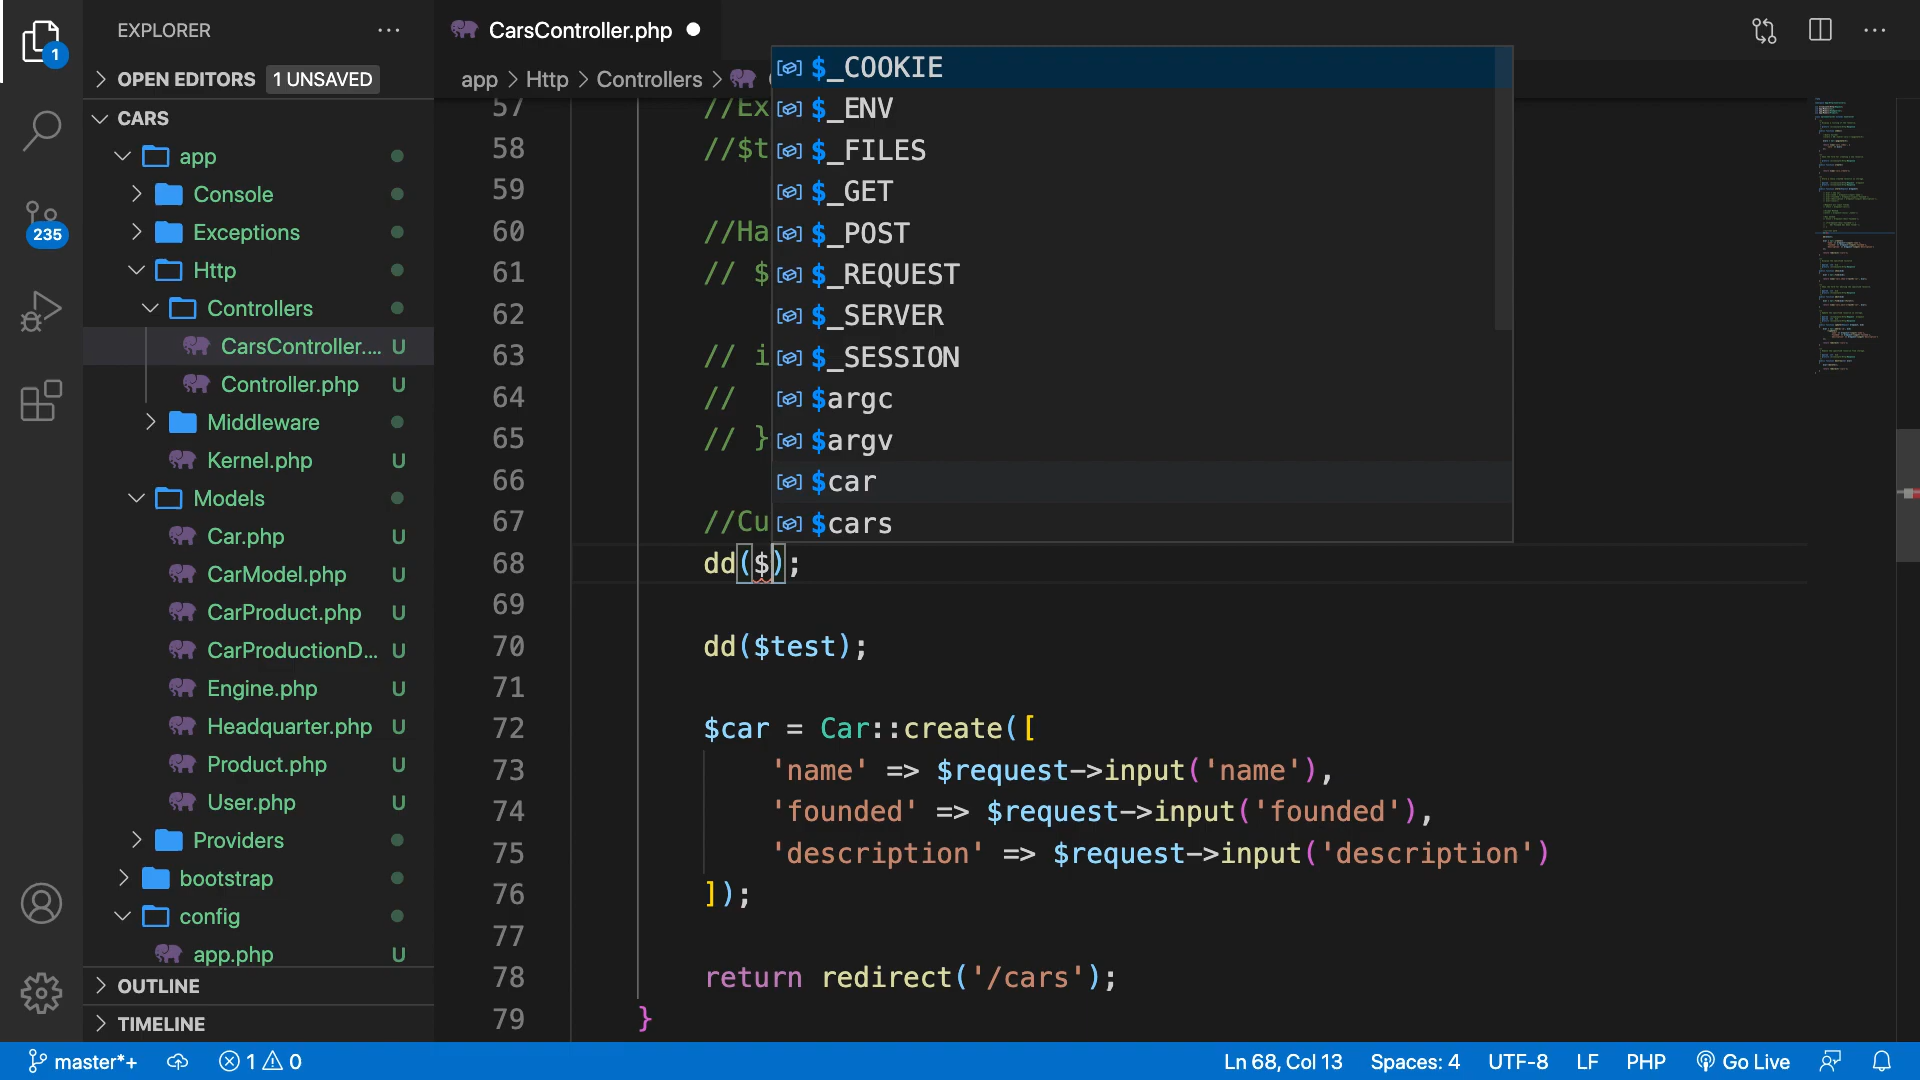 EXPLORER
OPEN EDITORS 1 UNSAVED
CARS
app
Console
Exceptions
Http
Controllers
CarsController.... U
Controller.php U
Middleware
Kernel.php U
Models
Car.php U
CarModel.php U
CarProduct.php U
CarProductionD... U
Engine.php U
Headquarter.php U
Product.php U
User.php U
Providers
bootstrap
config
app.php U
OUTLINE
TIMELINE
1
235
CarsController.php
app > Http > Controllers >
57 //Ex
58 //$t
59
60 //Ha
61 // $
62
63 // i
64 //
65 // }
66
67 //Cu
68 dd($);
69
70 dd($test);
71
72 $car = Car::create([
73 'name' => $request->input('name'),
74 'founded' => $request->input('founded'),
75 'description' => $request->input('description')
76 ]);
77
78 return redirect('/cars');
79 }
$_COOKIE
$_ENV
$_FILES
$_GET
$_POST
$_REQUEST
$_SERVER
$_SESSION
$argc
$argv
$car
$cars
master*+ 1 0 Ln 68, Col 13 Spaces: 4 UTF-8 LF PHP Go Live